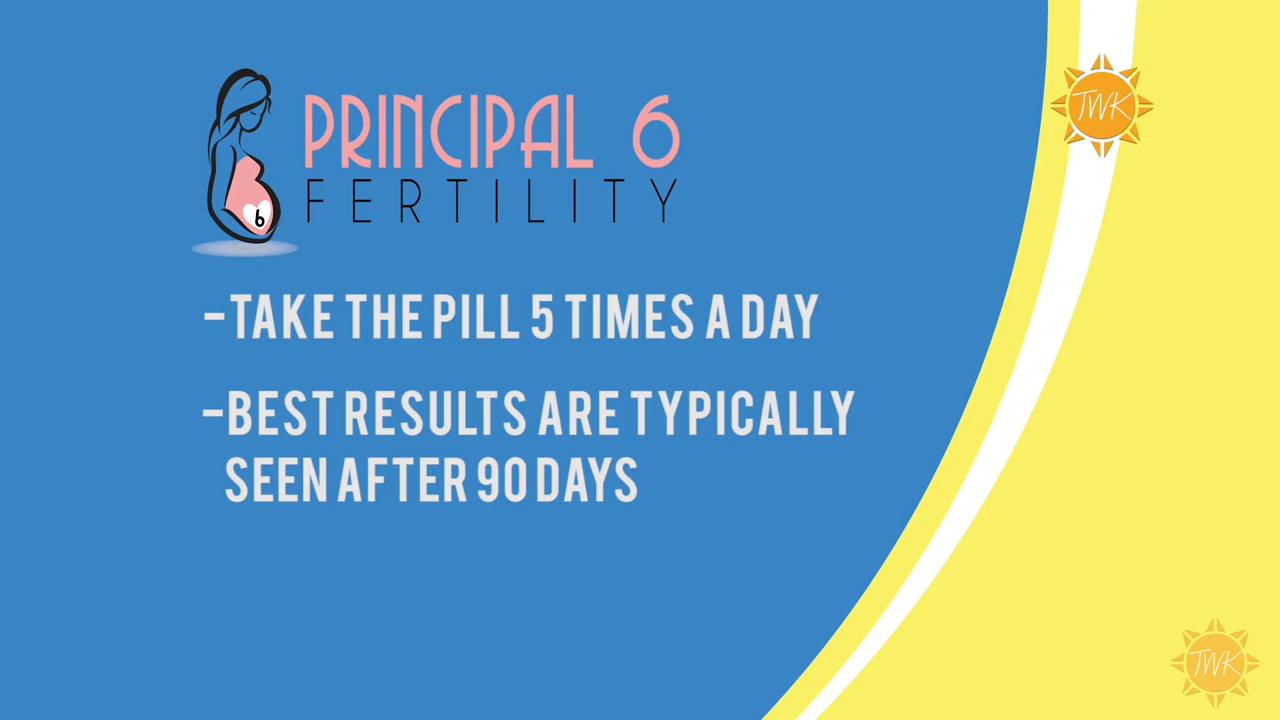 PRINCIPAL 6
FERTILITY
6
TWK
-TAKE THE PILL 5 TIMES A DAY
-BEST RESULTS ARE TYPICALLY
SEEN AFTER 90 DAYS
TWK